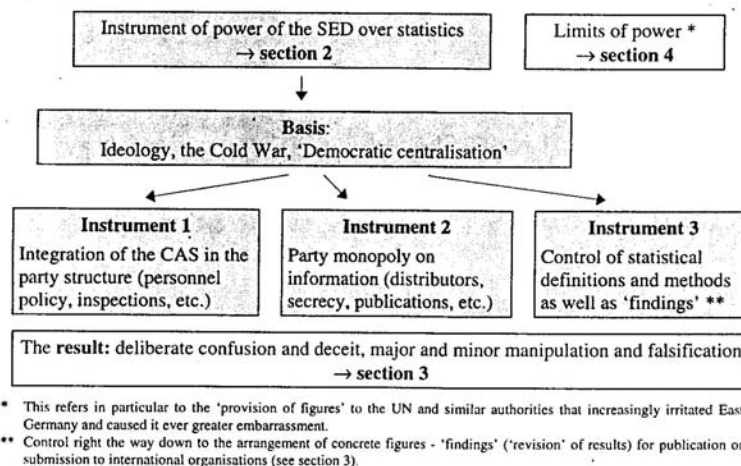 Instrument of power of the SED over statistics
→ section 2
Limits of power *
→ section 4
Basis:
Ideology, the Cold War, 'Democratic centralisation'
Instrument 1
Integration of the CAS in the
party structure (personnel
policy, inspections, etc.)
Instrument 2
Party monopoly on
information (distributors,
secrecy, publications, etc.)
Instrument 3
Control of statistical
definitions and methods
as well as 'findings' **
The result: deliberate confusion and deceit, major and minor manipulation and falsification
→ section 3
* This refers in particular to the 'provision of figures' to the UN and similar authorities that increasingly irritated East
Germany and caused it ever greater embarrassment.
** Control right the way down to the arrangement of concrete figures - 'findings' ('revision' of results) for publication or
submission to international organisations (see section 3).